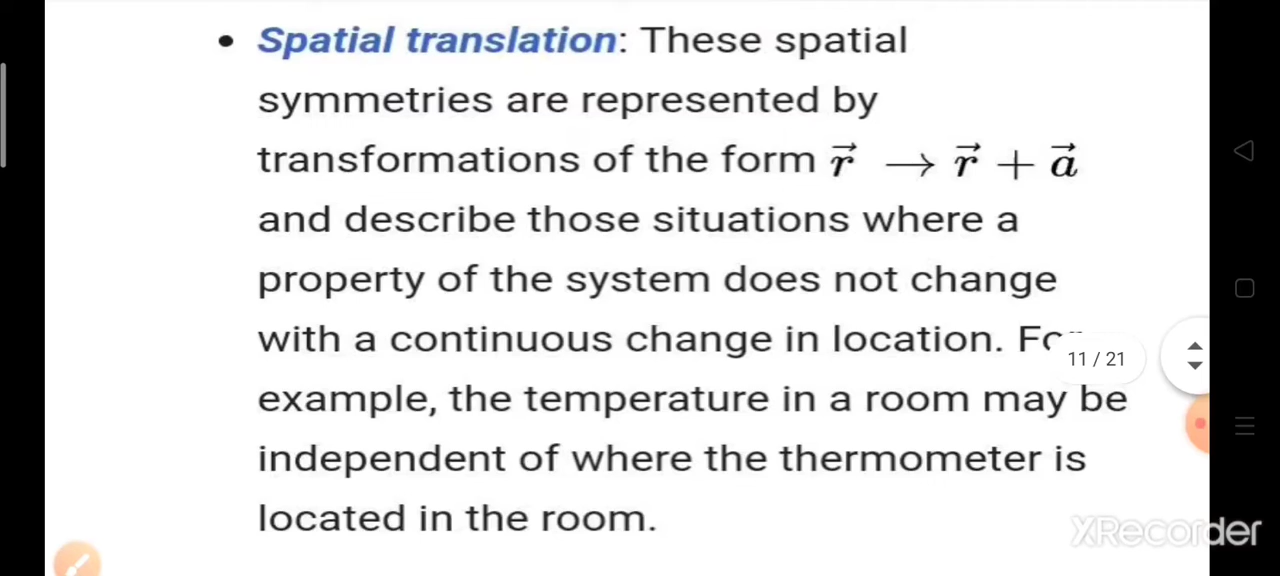 • Spatial translation: These spatial
symmetries are represented by
transformations of the form r⃗ → r⃗ + a⃗
and describe those situations where a
property of the system does not change
with a continuous change in location.
11 / 21
example, the temperature in a room may be
independent of where the thermometer is
located in the room.
XRecorder